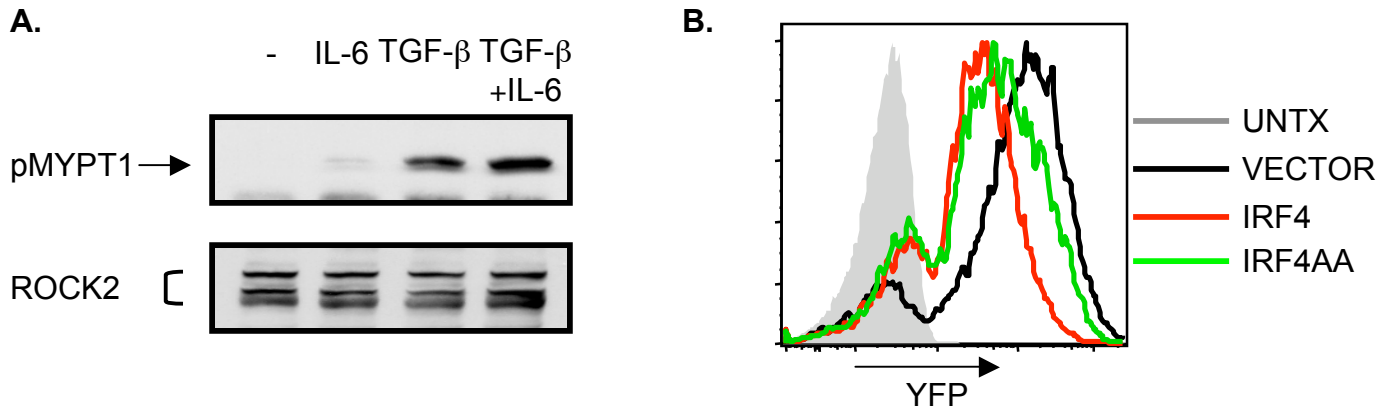 A.
- IL-6 TGF-β TGF-β
+IL-6
pMYPT1
ROCK2
B.
UNTX
VECTOR
IRF4
IRF4AA
YFP